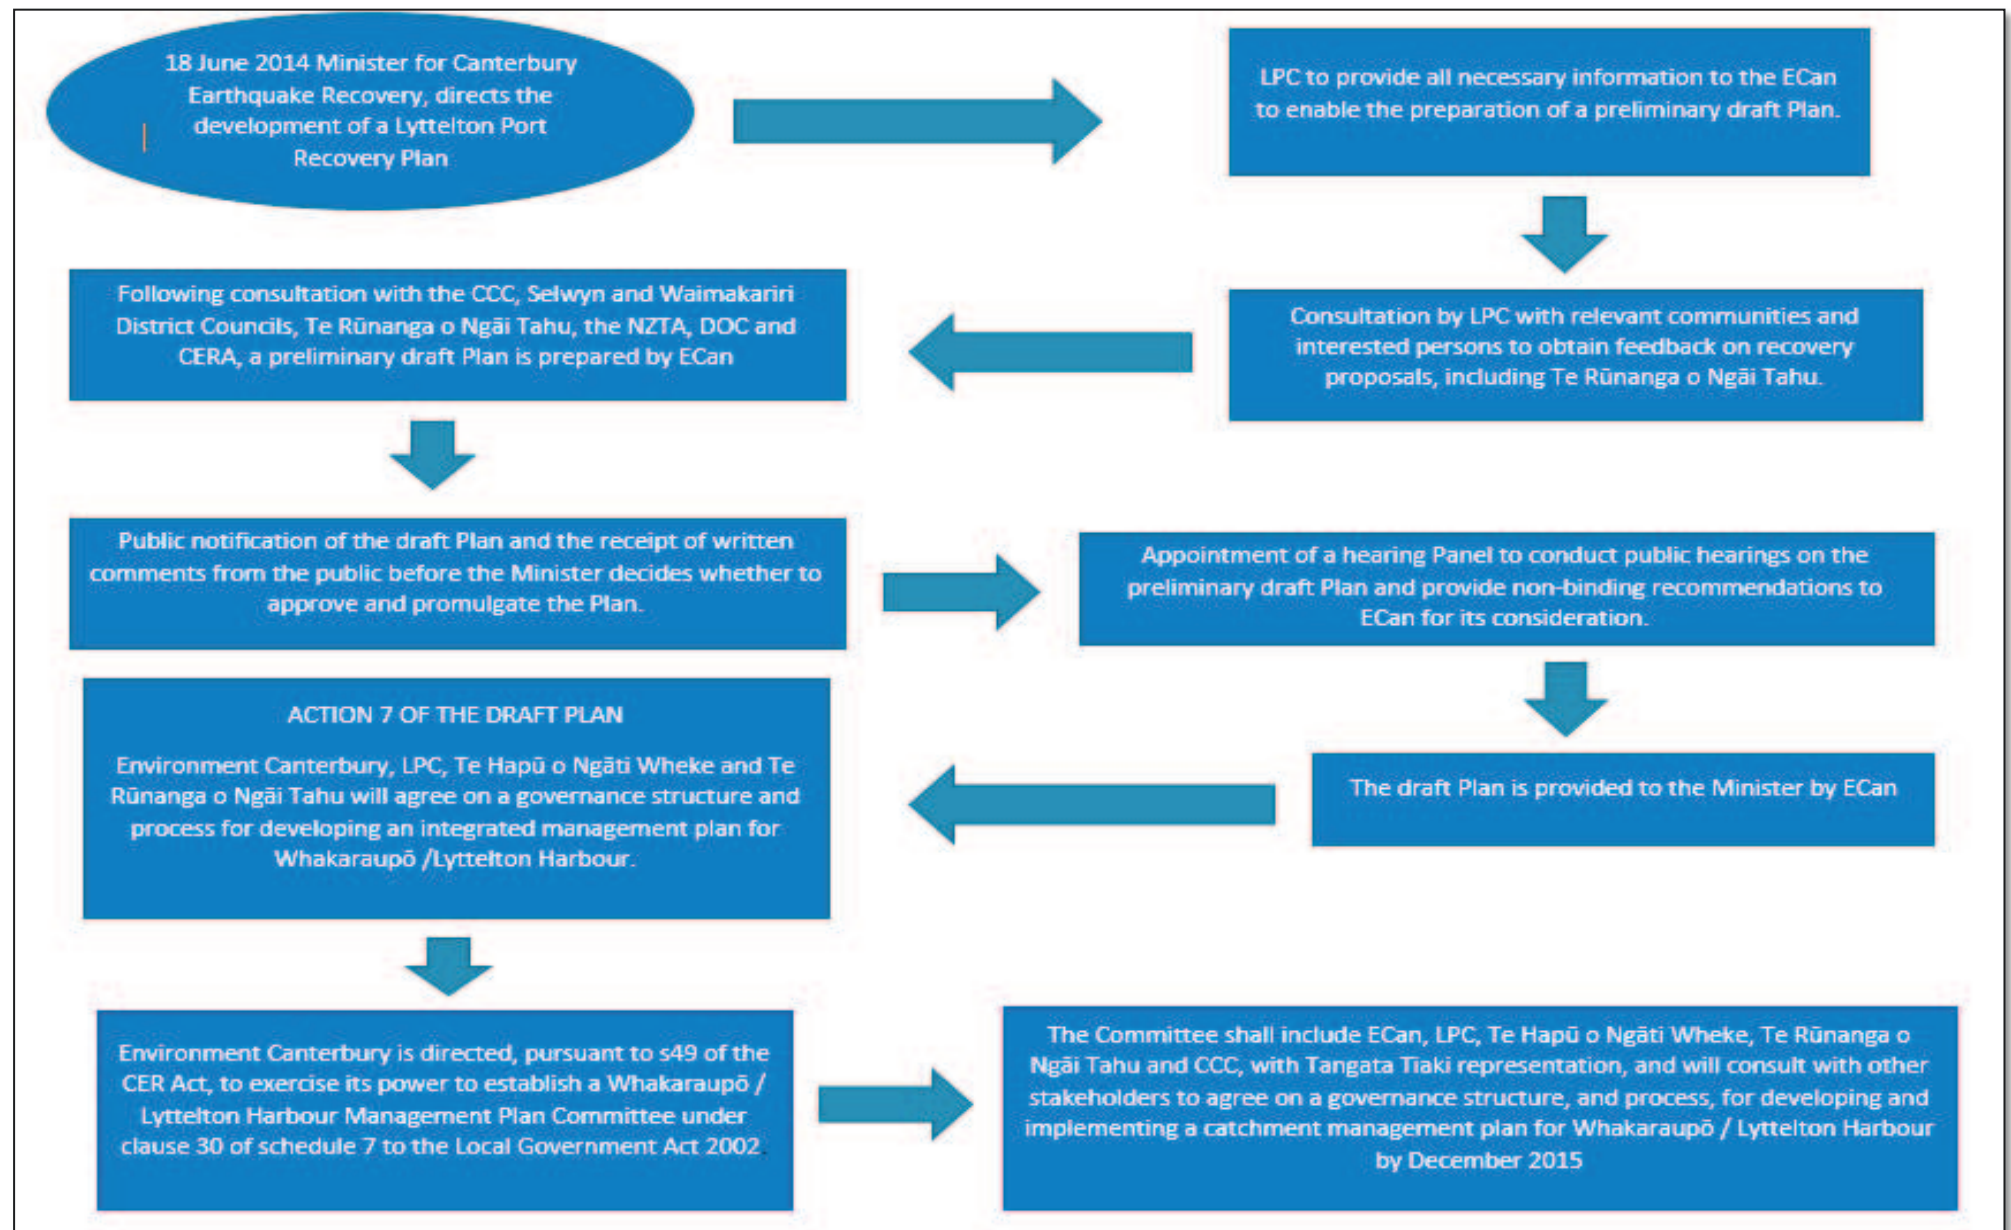 18 June 2014 Minister for Canterbury
Earthquake Recovery, directs the
development of a Lyttelton Port
Recovery Plan
LPC to provide all necessary information to the ECan
to enable the preparation of a preliminary draft Plan.
Consultation by LPC with relevant communities and
interested persons to obtain feedback on recovery
proposals, including Te Rūnanga o Ngāi Tahu.
Following consultation with the CCC, Selwyn and Waimakariri
District Councils, Te Rūnanga o Ngāi Tahu, the NZTA, DOC and
CERA, a preliminary draft Plan is prepared by ECan
Public notification of the draft Plan and the receipt of written
comments from the public before the Minister decides whether to
approve and promulgate the Plan.
Appointment of a hearing Panel to conduct public hearings on the
preliminary draft Plan and provide non-binding recommendations to
ECan for its consideration.
The draft Plan is provided to the Minister by ECan
ACTION 7 OF THE DRAFT PLAN
Environment Canterbury, LPC, Te Hapū o Ngāti Wheke and Te
Rūnanga o Ngāi Tahu will agree on a governance structure and
process for developing an integrated management plan for
Whakaraupō /Lyttelton Harbour.
Environment Canterbury is directed, pursuant to s49 of the
CER Act, to exercise its power to establish a Whakaraupō /
Lyttelton Harbour Management Plan Committee under
clause 30 of schedule 7 to the Local Government Act 2002.
The Committee shall include ECan, LPC, Te Hapū o Ngāti Wheke, Te Rūnanga o
Ngāi Tahu and CCC, with Tangata Tiaki representation, and will consult with other
stakeholders to agree on a governance structure, and process, for developing and
implementing a catchment management plan for Whakaraupō / Lyttelton Harbour
by December 2015